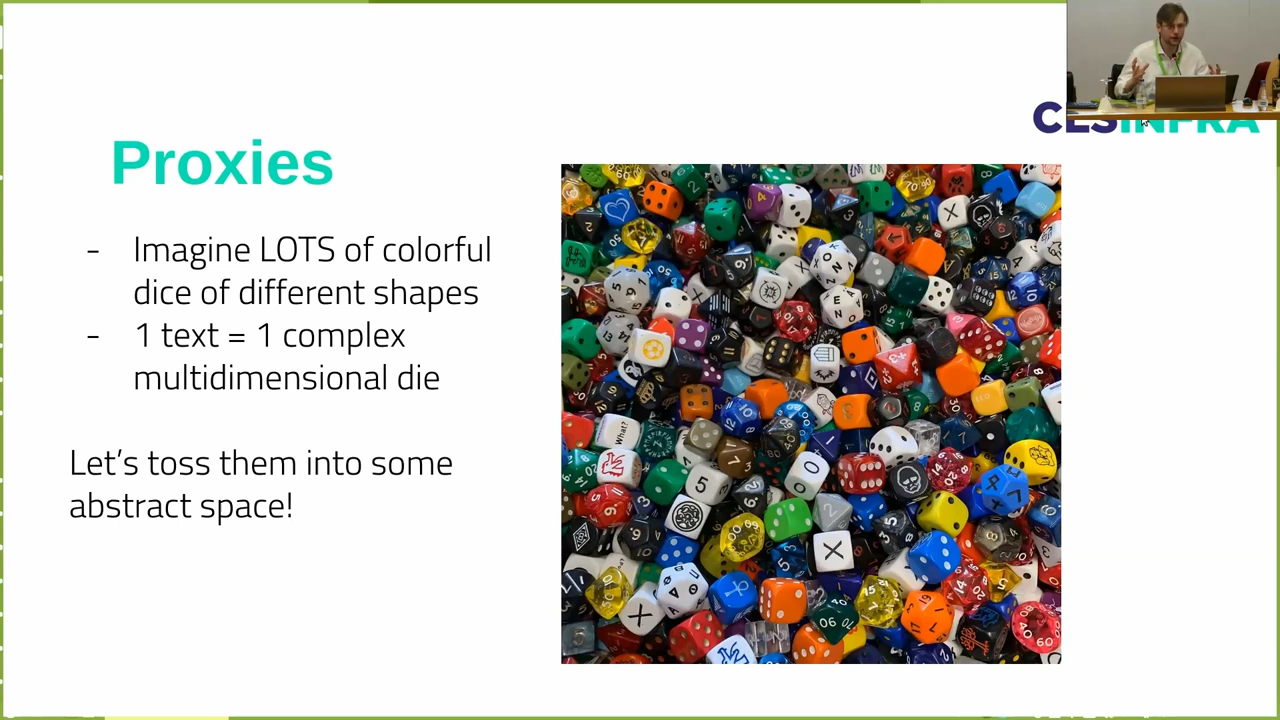 CLSINFRA
Proxies
- Imagine LOTS of colorful
dice of different shapes
- 1 text = 1 complex
multidimensional die
Let's toss them into some
abstract space!
What?